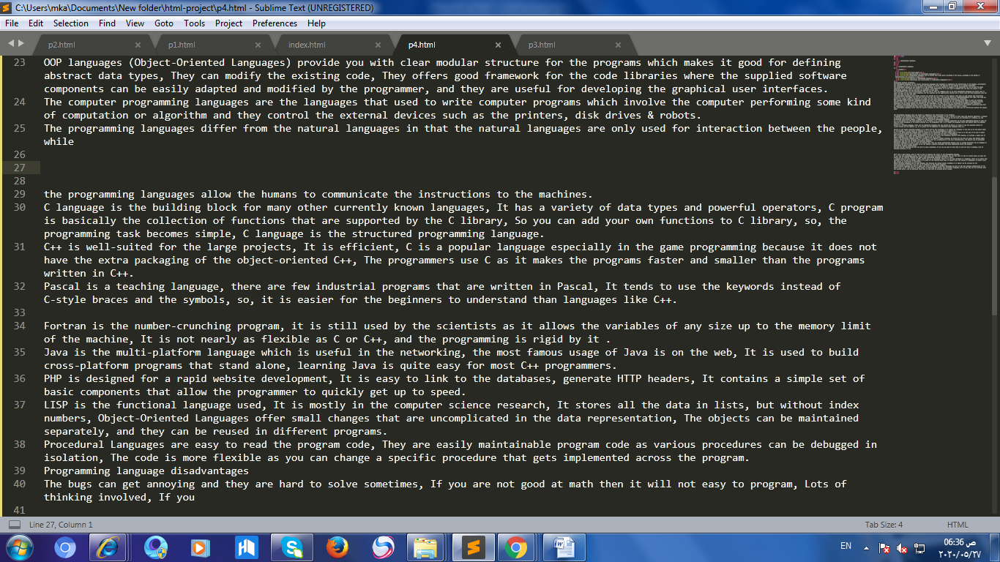 C:\Users\mka\Documents\New folder\html-project\p4.html - Sublime Text (UNREGISTERED)
File Edit Selection Find View Goto Tools Project Preferences Help
p2.html p1.html index.html p4.html p3.html
23 OOP languages (Object-Oriented Languages) provide you with clear modular structure for the programs which makes it good for defining
abstract data types, They can modify the existing code, They offers good framework for the code libraries where the supplied software
components can be easily adapted and modified by the programmer, and they are useful for developing the graphical user interfaces.
24 The computer programming languages are the languages that used to write computer programs which involve the computer performing some kind
of computation or algorithm and they control the external devices such as the printers, disk drives & robots.
25 The programming languages differ from the natural languages in that the natural languages are only used for interaction between the people,
while
26
27
28
29 the programming languages allow the humans to communicate the instructions to the machines.
30 C language is the building block for many other currently known languages, It has a variety of data types and powerful operators, C program
is basically the collection of functions that are supported by the C library, So you can add your own functions to C library, so, the
programming task becomes simple, C language is the structured programming language.
31 C++ is well-suited for the large projects, It is efficient, C is a popular language especially in the game programming because it does not
have the extra packaging of the object-oriented C++, The programmers use C as it makes the programs faster and smaller than the programs
written in C++.
32 Pascal is a teaching language, there are few industrial programs that are written in Pascal, It tends to use the keywords instead of
C-style braces and the symbols, so, it is easier for the beginners to understand than languages like C++.
33
34 Fortran is the number-crunching program, it is still used by the scientists as it allows the variables of any size up to the memory limit
of the machine, It is not nearly as flexible as C or C++, and the programming is rigid by it .
35 Java is the multi-platform language which is useful in the networking, the most famous usage of Java is on the web, It is used to build
cross-platform programs that stand alone, learning Java is quite easy for most C++ programmers.
36 PHP is designed for a rapid website development, It is easy to link to the databases, generate HTTP headers, It contains a simple set of
basic components that allow the programmer to quickly get up to speed.
37 LISP is the functional language used, It is mostly in the computer science research, It stores all the data in lists, but without index
numbers, Object-Oriented Languages offer small changes that are uncomplicated in the data representation, The objects can be maintained
separately, and they can be reused in different programs.
38 Procedural Languages are easy to read the program code, They are easily maintainable program code as various procedures can be debugged in
isolation, The code is more flexible as you can change a specific procedure that gets implemented across the program.
39 Programming language disadvantages
40 The bugs can get annoying and they are hard to solve sometimes, If you are not good at math then it will not easy to program, Lots of
thinking involved, If you
41
Line 27, Column 1 Tab Size: 4 HTML
EN 06:36 ص
٢٠٢٠/٠٥/٢٧